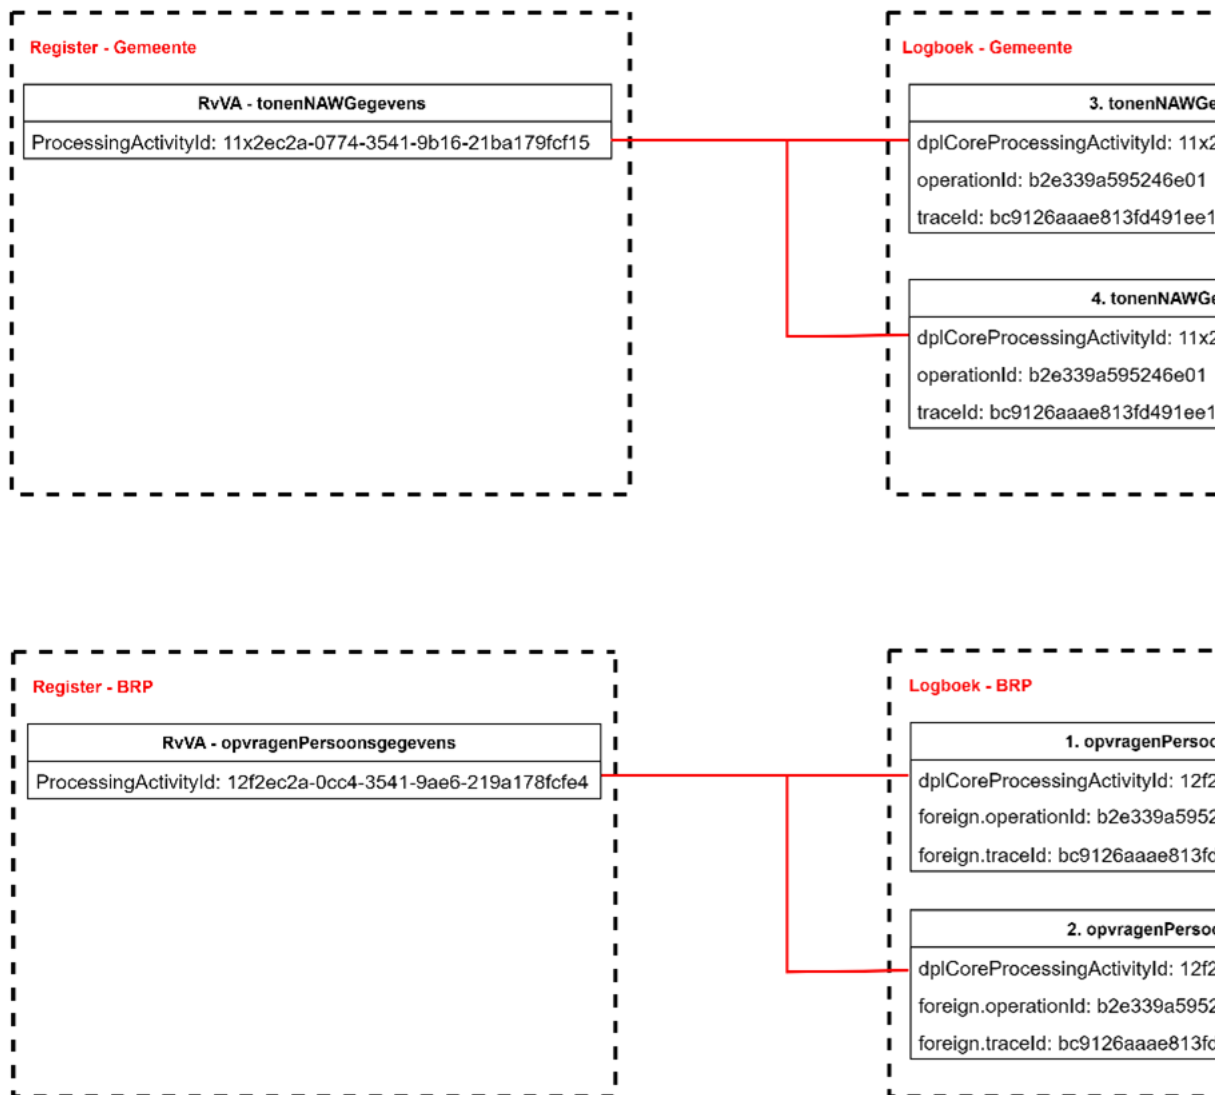 Register - Gemeente
RvVA - tonenNAWGegevens
ProcessingActivityId: 11x2ec2a-0774-3541-9b16-21ba179fcf15
Logboek - Gemeente
3. tonenNAWGe
dplCoreProcessingActivityId: 11x2
operationId: b2e339a595246e01
traceId: bc9126aaae813fd491ee1
4. tonenNAWGe
dplCoreProcessingActivityId: 11x2
operationId: b2e339a595246e01
traceId: bc9126aaae813fd491ee1
Register - BRP
RvVA - opvragenPersoonsgegevens
ProcessingActivityId: 12f2ec2a-0cc4-3541-9ae6-219a178fcfe4
Logboek - BRP
1. opvragenPersoo
dplCoreProcessingActivityId: 12f2
foreign.operationId: b2e339a5952
foreign.traceId: bc9126aaae813fd
2. opvragenPersoo
dplCoreProcessingActivityId: 12f2
foreign.operationId: b2e339a5952
foreign.traceId: bc9126aaae813fd